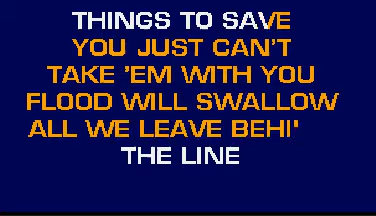 THINGS TO SAVE
YOU JUST CAN'T
TAKE 'EM WITH YOU
FLOOD WILL SWALLOW
ALL WE LEAVE BEHI'
THE LINE